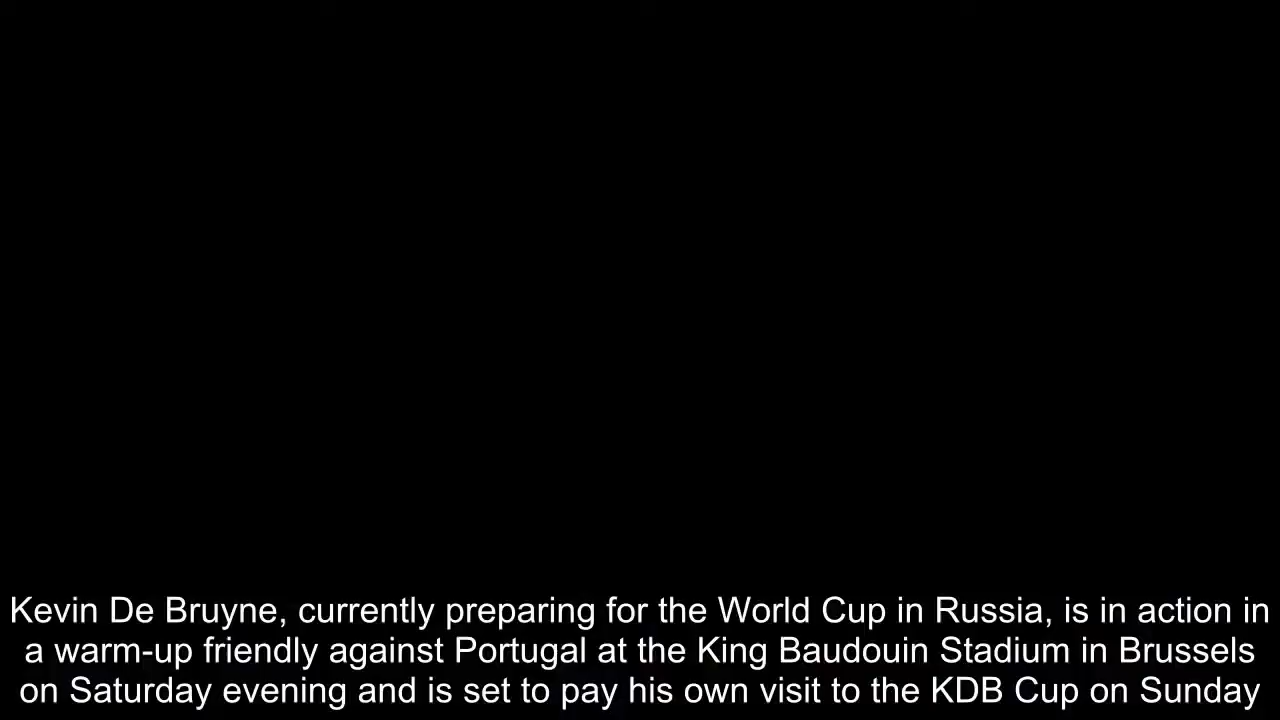 Kevin De Bruyne, currently preparing for the World Cup in Russia, is in action in
a warm-up friendly against Portugal at the King Baudouin Stadium in Brussels
on Saturday evening and is set to pay his own visit to the KDB Cup on Sunday